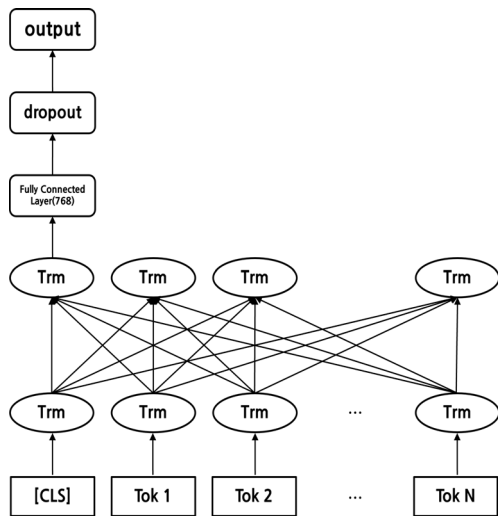 output
dropout
Fully Connected
Layer(768)
Trm Trm Trm Trm
Trm Trm Trm ... Trm
[CLS] Tok 1 Tok 2 ... Tok N